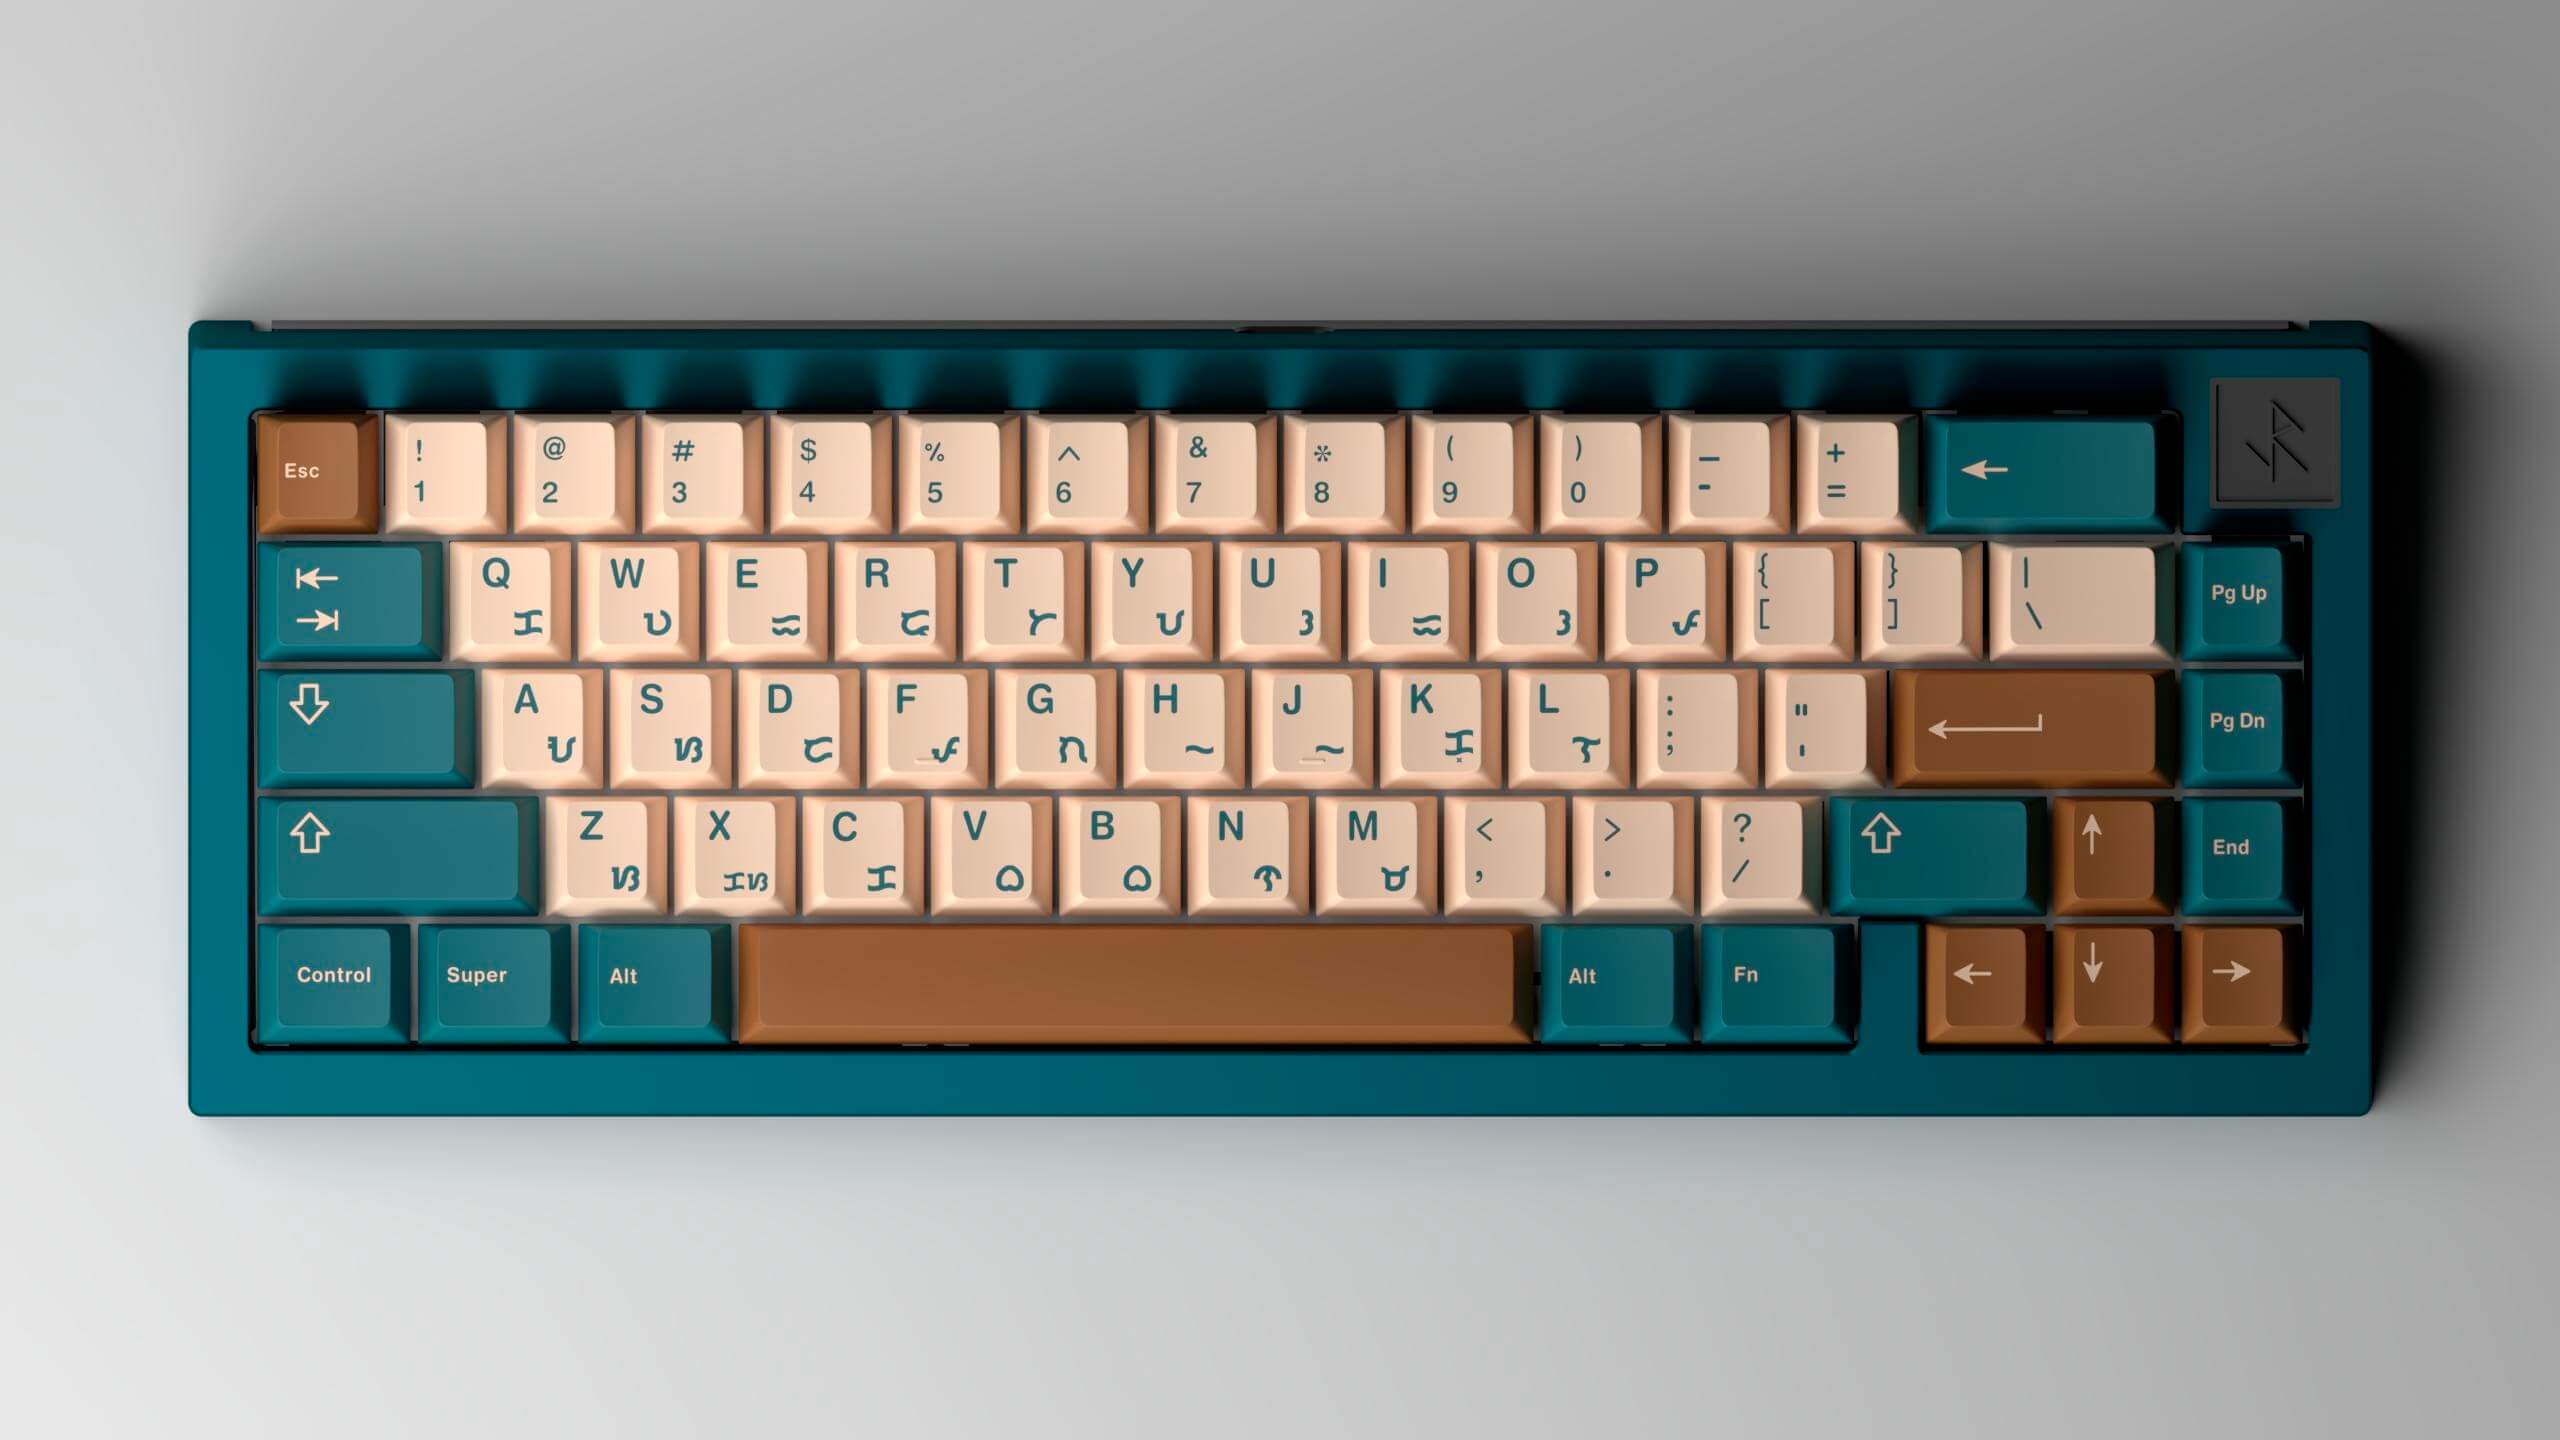 Esc ! 1 @ 2 # 3 $ 4 % 5 ^ 6 & 7 * 8 ( 9 ) 0 _ - + = ←
⇤ ⇥ Q ᜃ W ᜏ E ᜁ R ᜍ T ᜆ Y ᜌ U ᜂ I ᜁ O ᜂ P ᜉ { [ } ] | \ Pg Up
⇩ A ᜀ S ᜐ D ᜇ F ᜉ G ᜄ H ᜑ J ᜑ K ᜃ᜔ L ᜎ : ; " ' ⟵ Pg Dn
⇧ Z ᜐ X ᜃᜐ C ᜃ V ᜊ B ᜊ N ᜈ M ᜋ < , > . ? / ⇧ ↑ End
Control Super Alt Alt Fn ← ↓ →